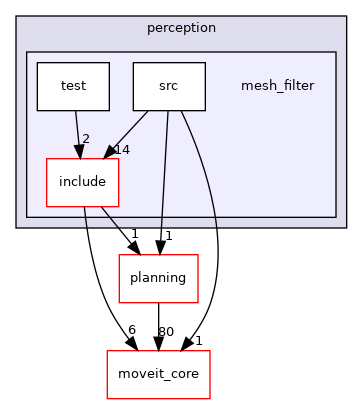 perception
test
src
mesh_filter
2
14
include
1
1
planning
6
80
1
moveit_core